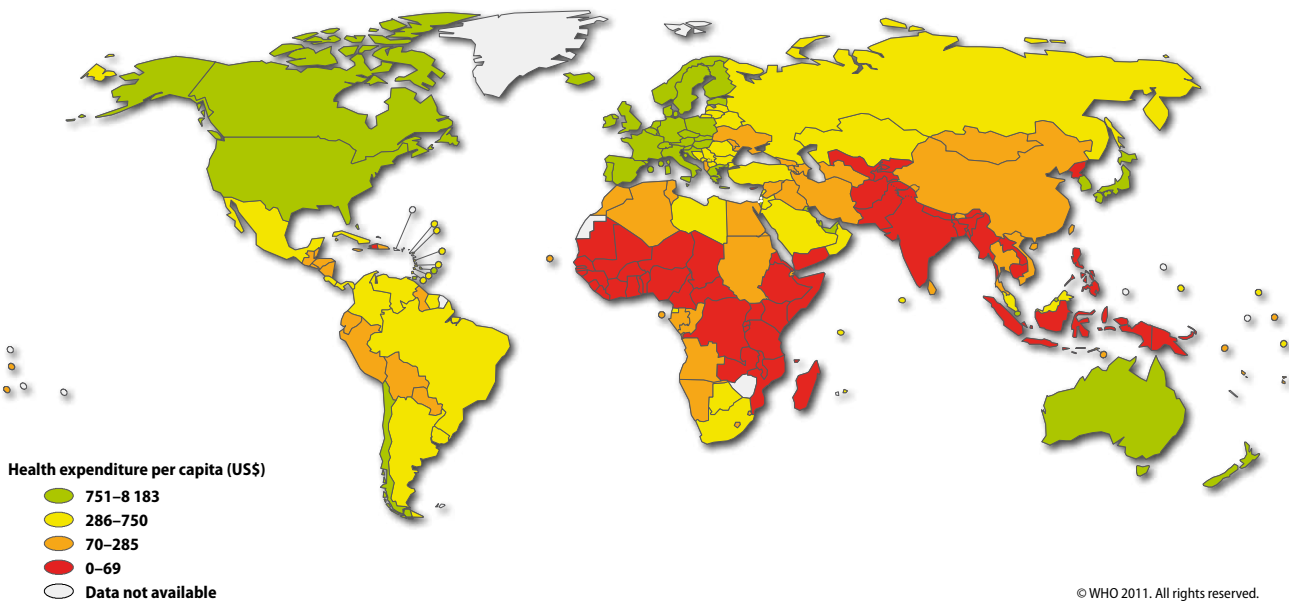 Health expenditure per capita (US$)
751–8 183
286–750
70–285
0–69
Data not available
© WHO 2011. All rights reserved.